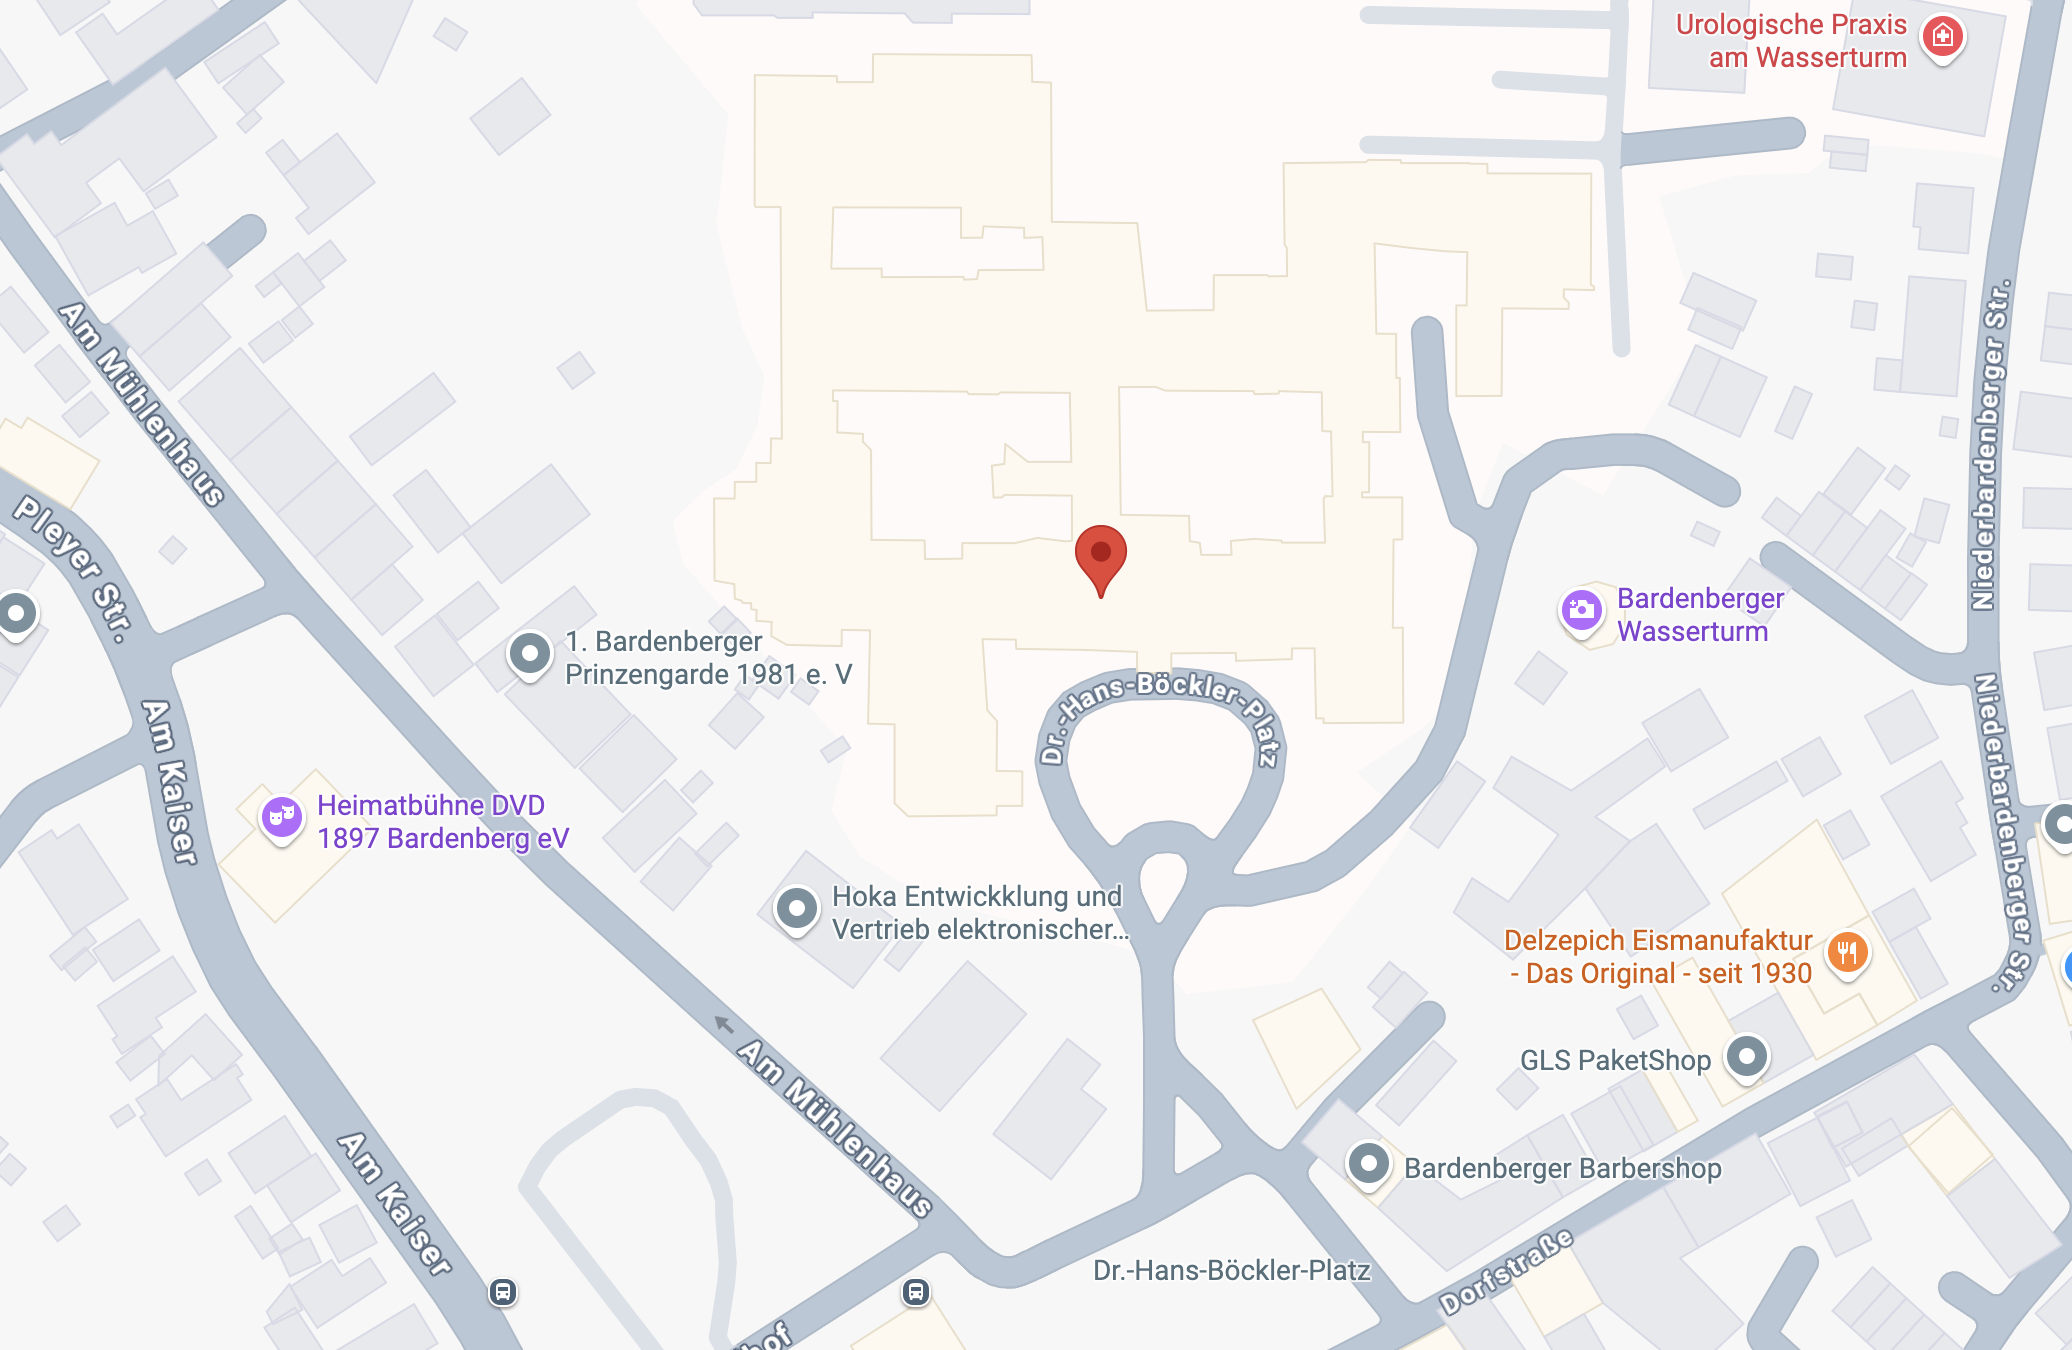 Urologische Praxis
am Wasserturm
Am Mühlenhaus
Niederbardenberger Str.
Pleyer Str.
1. Bardenberger
Prinzengarde 1981 e. V
Bardenberger
Wasserturm
Dr.-Hans-Böckler-Platz
Am Kaiser
Niederbardenberger Str.
Heimatbühne DVD
1897 Bardenberg eV
Hoka Entwickklung und
Vertrieb elektronischer...
Delzepich Eismanufaktur
- Das Original - seit 1930
GLS PaketShop
Am Mühlenhaus
Bardenberger Barbershop
Am Kaiser
Dr.-Hans-Böckler-Platz
Dorfstraße
hof